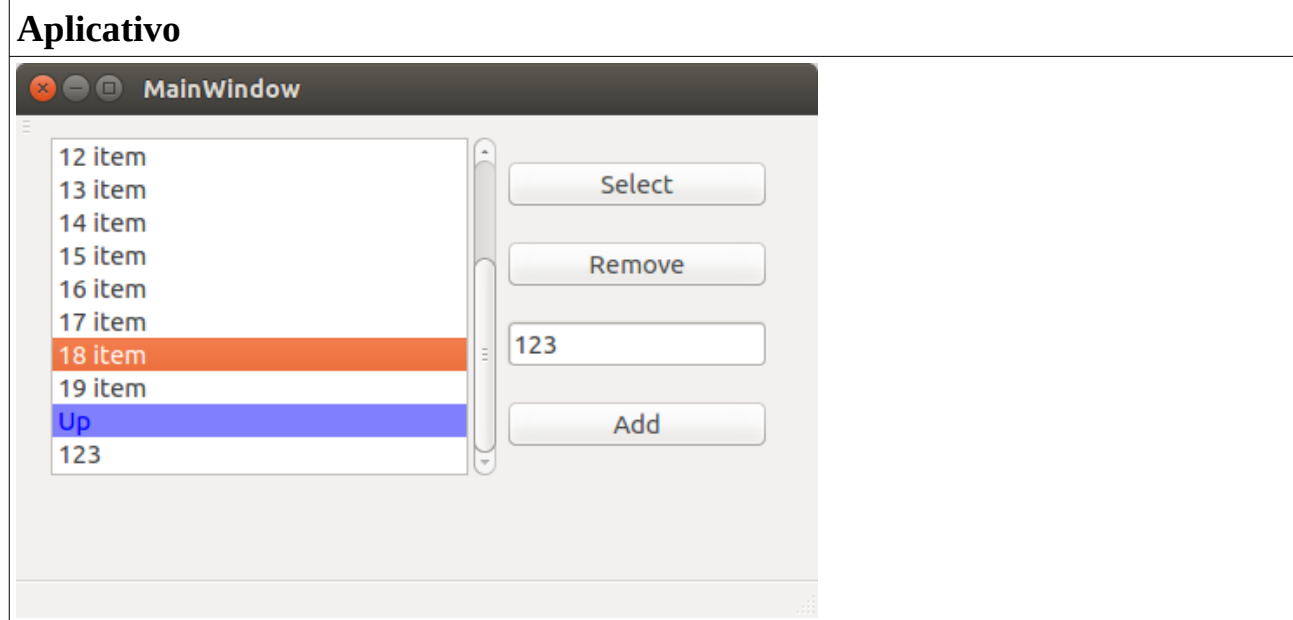 Aplicativo
MainWindow
12 item
13 item
14 item
15 item
16 item
17 item
18 item
19 item
Up
123
Select
Remove
123
Add